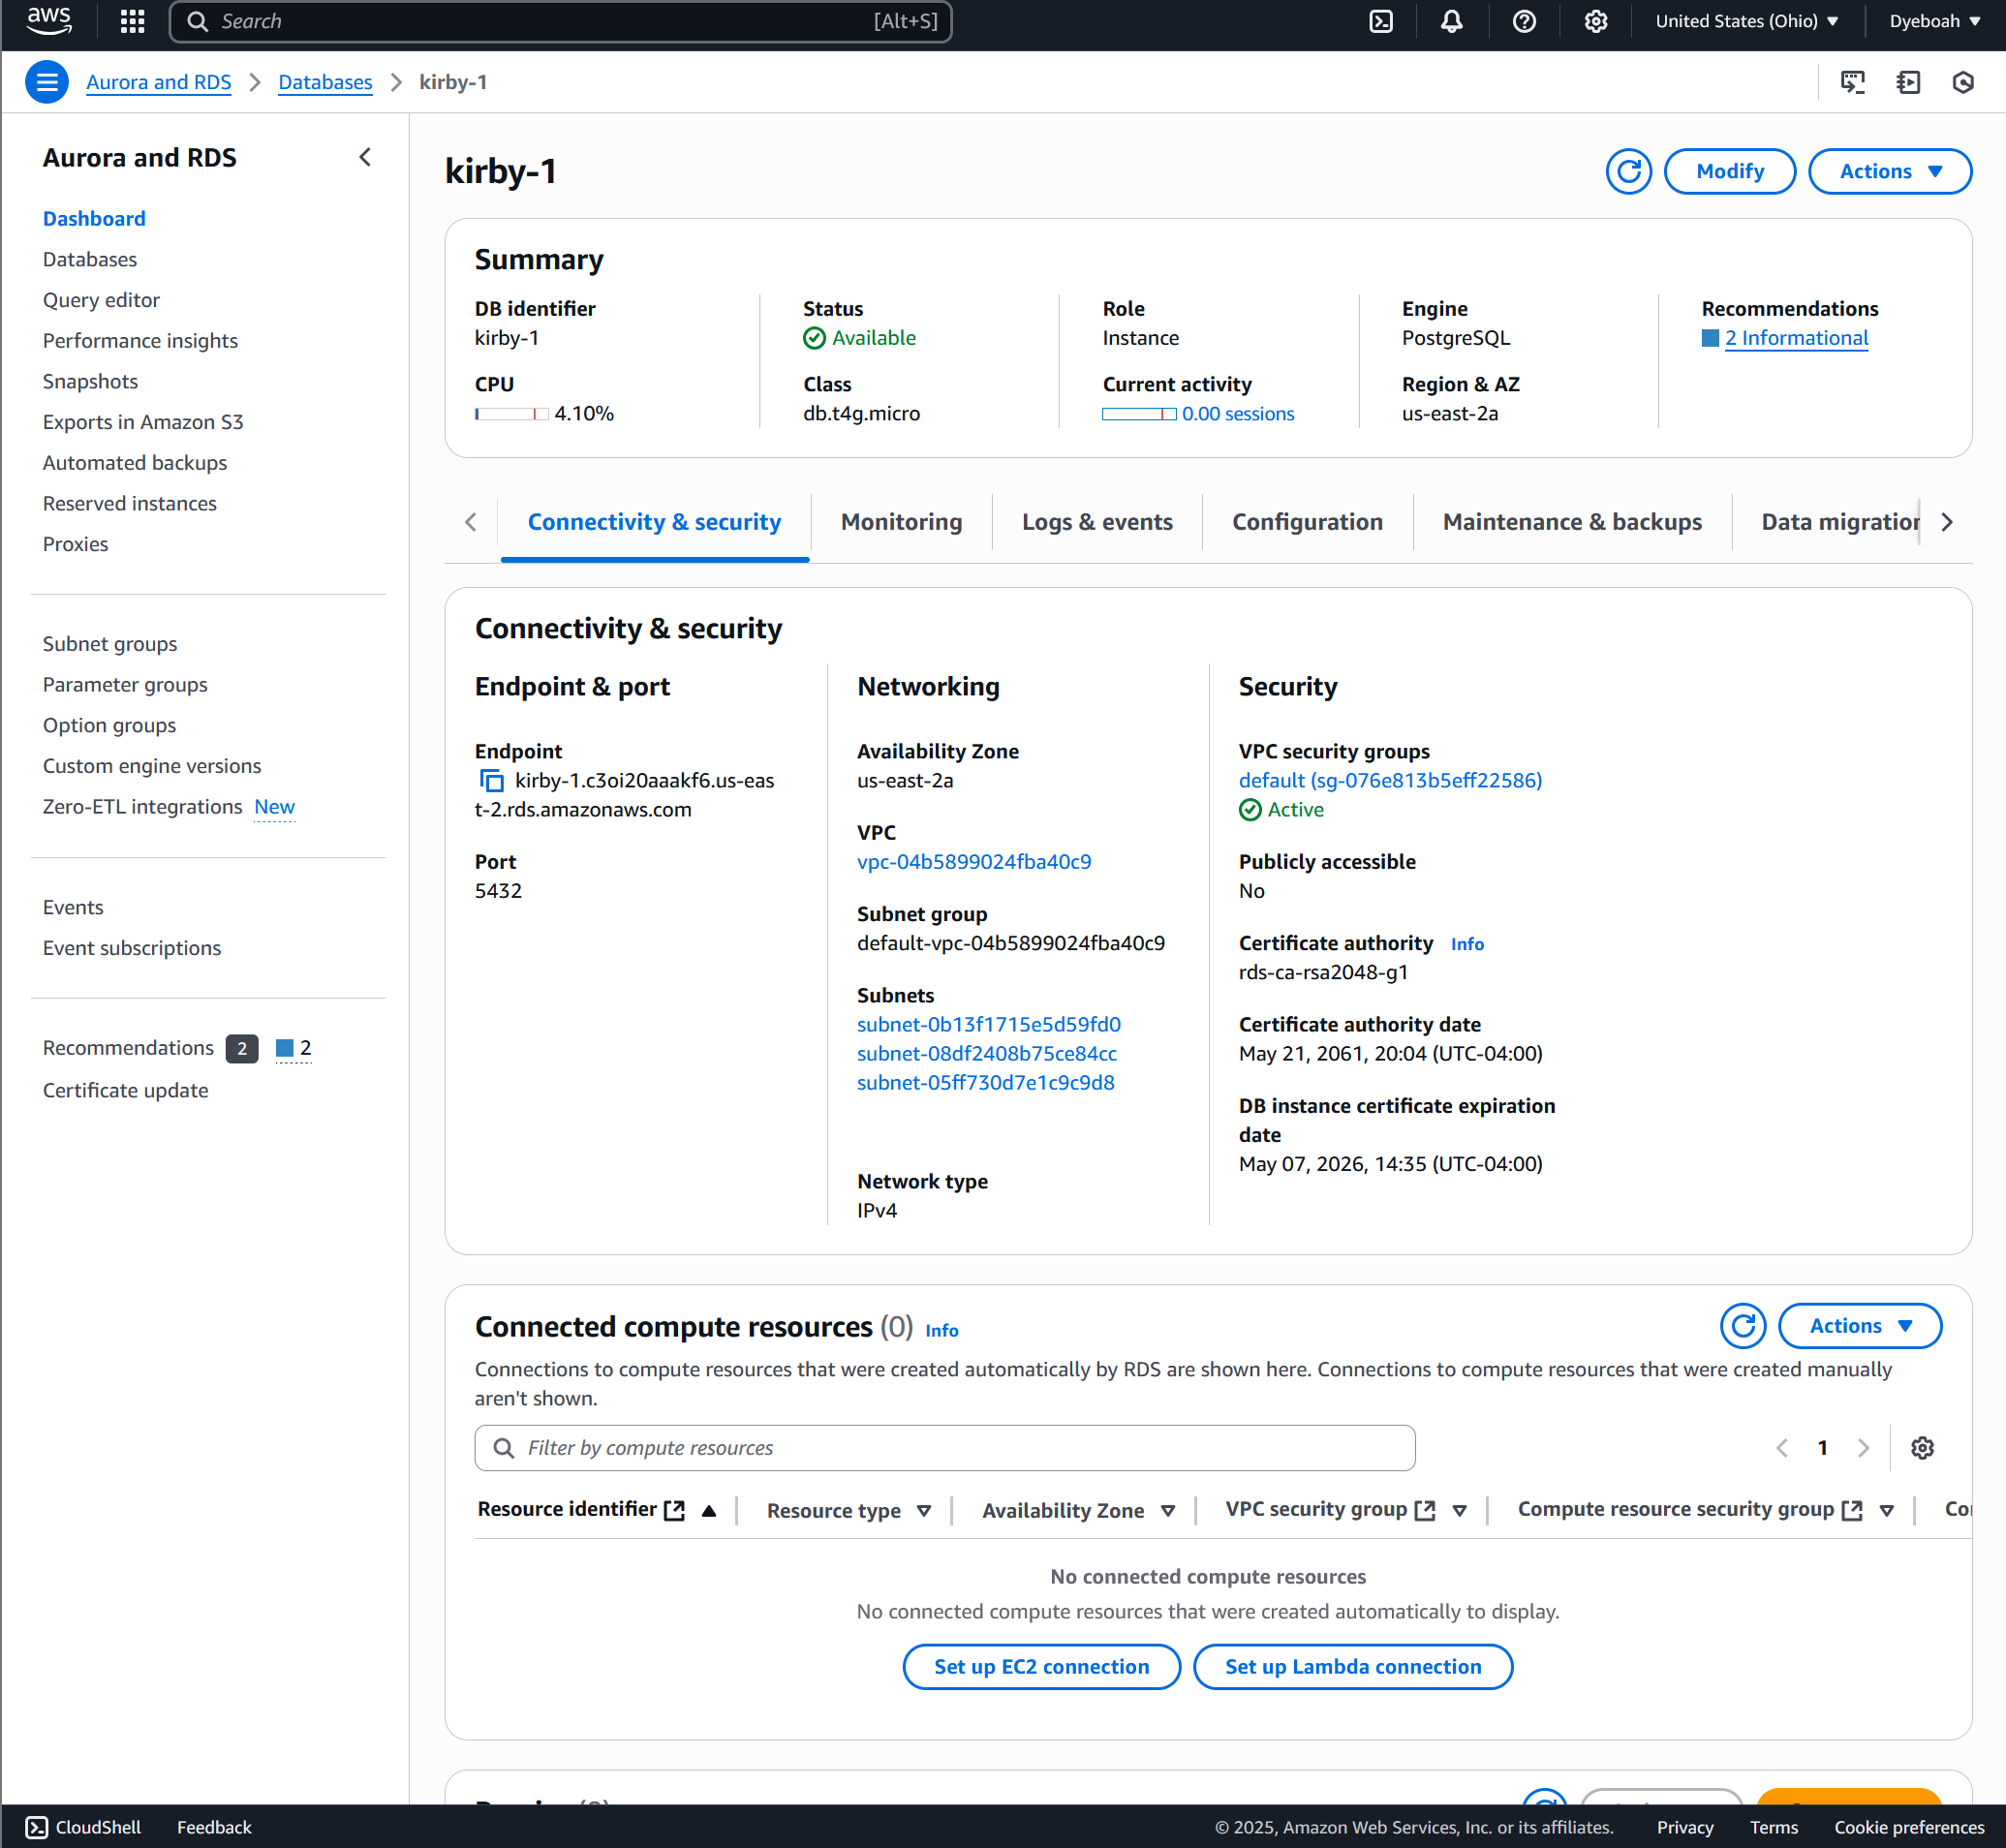 aws
Search
[Alt+S]
United States (Ohio)
Dyeboah
Aurora and RDS
Databases
kirby-1
Aurora and RDS
Dashboard
Databases
Query editor
Performance insights
Snapshots
Exports in Amazon S3
Automated backups
Reserved instances
Proxies
Subnet groups
Parameter groups
Option groups
Custom engine versions
Zero-ETL integrations New
Events
Event subscriptions
Recommendations 2 2
Certificate update
kirby-1
Modify
Actions
Summary
DB identifier
kirby-1
Status
Available
Role
Instance
Engine
PostgreSQL
Recommendations
2 Informational
CPU
4.10%
Class
db.t4g.micro
Current activity
0.00 sessions
Region & AZ
us-east-2a
Connectivity & security
Monitoring
Logs & events
Configuration
Maintenance & backups
Data migration
Connectivity & security
Endpoint & port
Endpoint
kirby-1.c3oi20aaakf6.us-eas
t-2.rds.amazonaws.com
Port
5432
Networking
Availability Zone
us-east-2a
VPC
vpc-04b5899024fba40c9
Subnet group
default-vpc-04b5899024fba40c9
Subnets
subnet-0b13f1715e5d59fd0
subnet-08df2408b75ce84cc
subnet-05ff730d7e1c9c9d8
Network type
IPv4
Security
VPC security groups
default (sg-076e813b5eff22586)
Active
Publicly accessible
No
Certificate authority Info
rds-ca-rsa2048-g1
Certificate authority date
May 21, 2061, 20:04 (UTC-04:00)
DB instance certificate expiration
date
May 07, 2026, 14:35 (UTC-04:00)
Connected compute resources (0) Info
Actions
Connections to compute resources that were created automatically by RDS are shown here. Connections to compute resources that were created manually
aren't shown.
Filter by compute resources
1
Resource identifier
Resource type
Availability Zone
VPC security group
Compute resource security group
No connected compute resources
No connected compute resources that were created automatically to display.
Set up EC2 connection
Set up Lambda connection
CloudShell
Feedback
© 2025, Amazon Web Services, Inc. or its affiliates.
Privacy
Terms
Cookie preferences